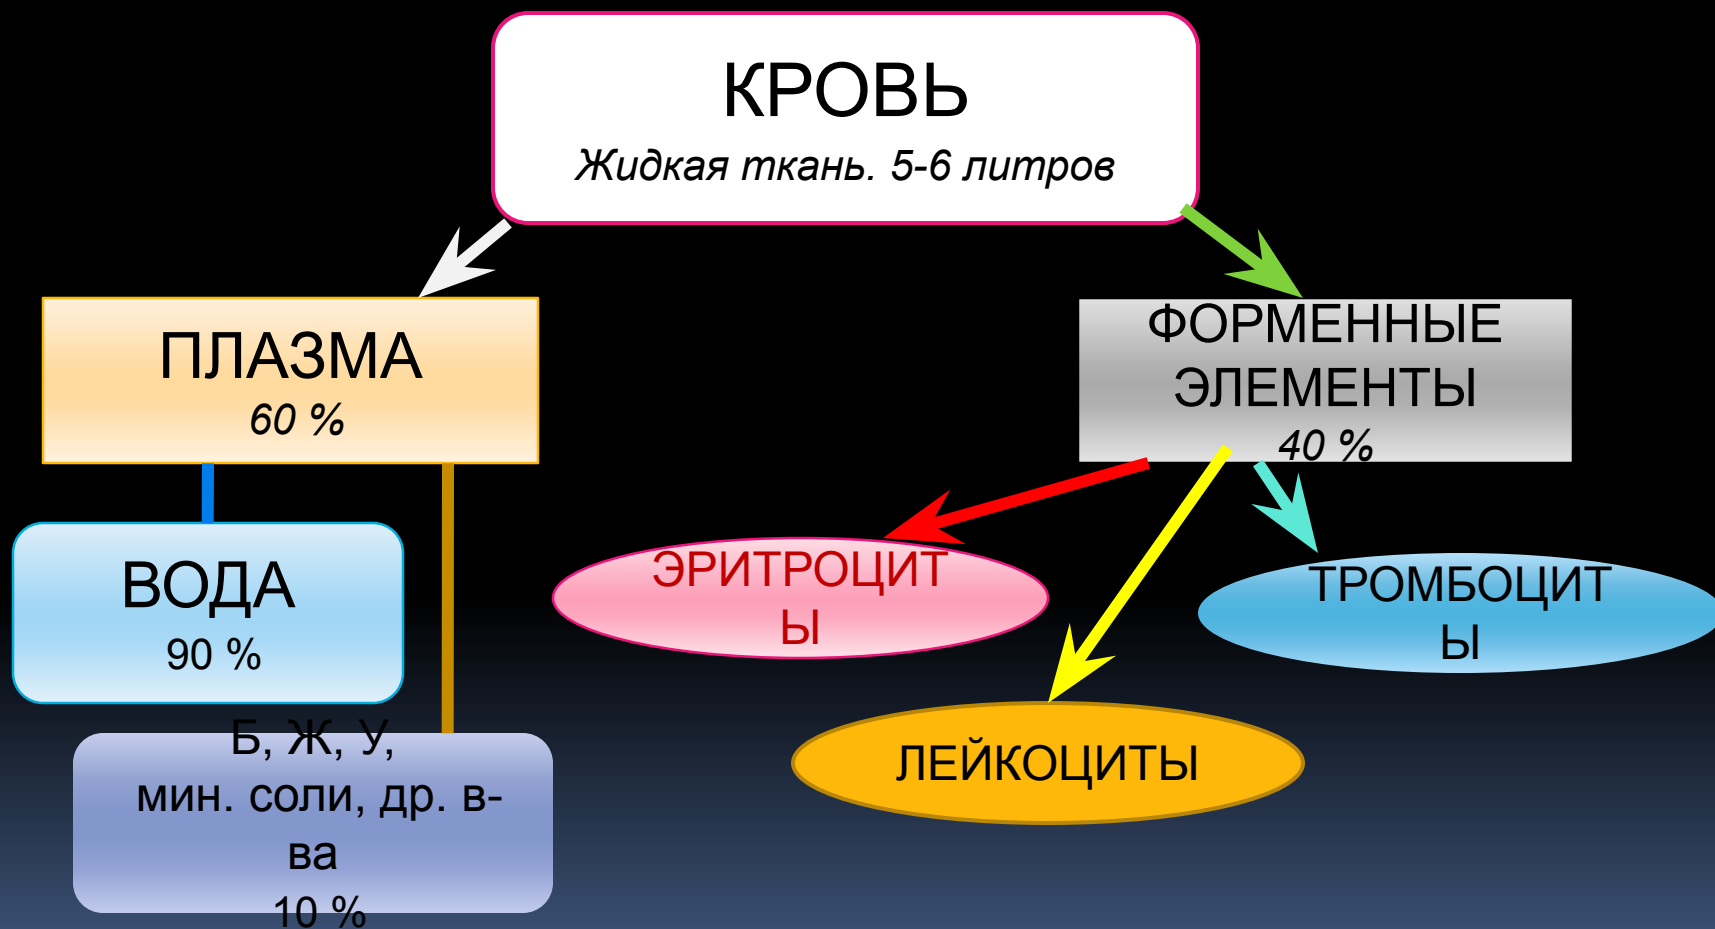 КРОВЬ
Жидкая ткань. 5-6 литров
ПЛАЗМА
60 %
ФОРМЕННЫЕ
ЭЛЕМЕНТЫ
40 %
ВОДА
90 %
ЭРИТРОЦИТ
Ы
ТРОМБОЦИТ
Ы
ЛЕЙКОЦИТЫ
Б, Ж, У,
мин. соли, др. в-
ва
10 %